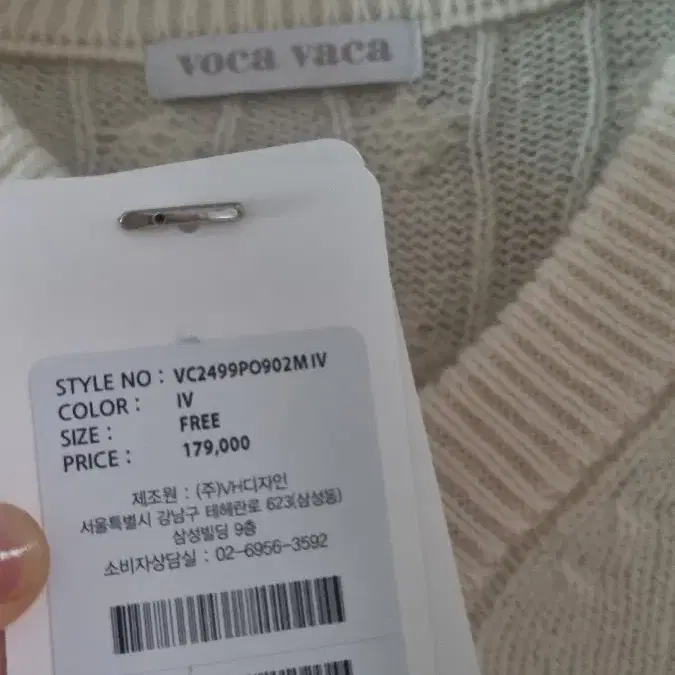 voca vaca
STYLE NO : VC2499PO902M IV
COLOR : IV
SIZE : FREE
PRICE : 179,000
제조원 : (주)VH디자인
서울특별시 강남구 테헤란로 623(삼성동)
삼성빌딩 9층
소비자상담실 : 02-6956-3592